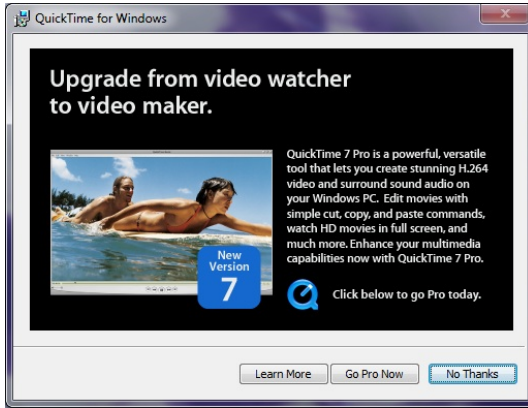 QuickTime for Windows
Upgrade from video watcher
to video maker.
QuickTime 7 Pro is a powerful, versatile
tool that lets you create stunning H.264
video and surround sound audio on
your Windows PC. Edit movies with
simple cut, copy, and paste commands,
watch HD movies in full screen, and
much more. Enhance your multimedia
capabilities now with QuickTime 7 Pro.
New
Version
7
Click below to go Pro today.
Learn More
Go Pro Now
No Thanks